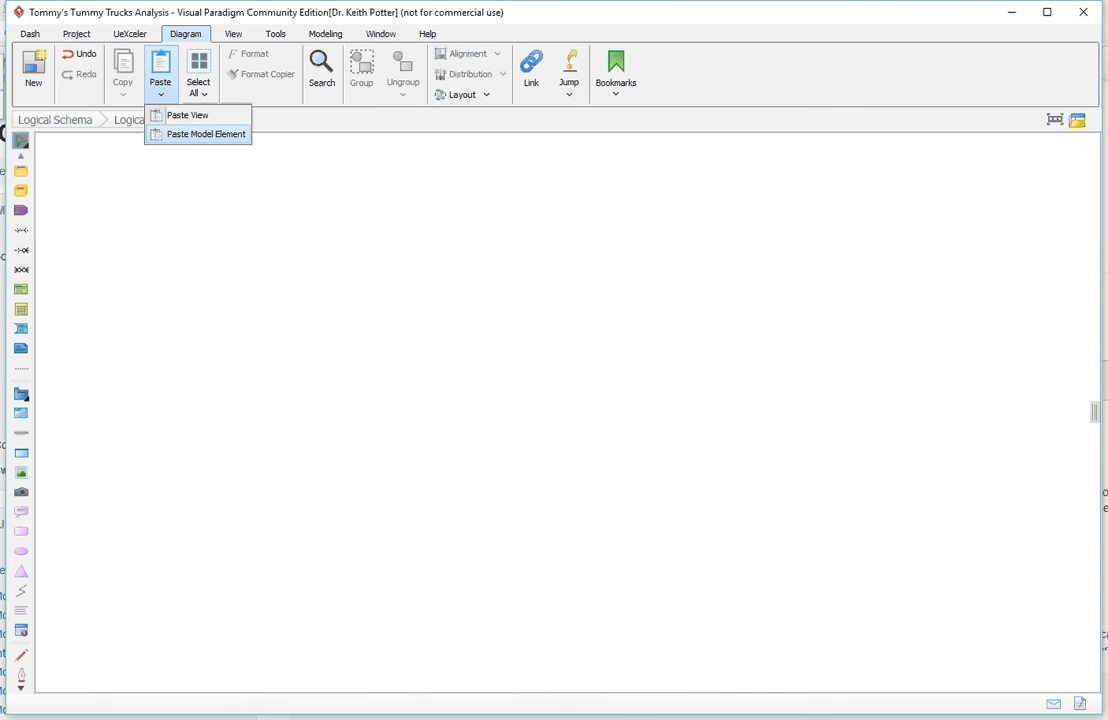 Tommy's Tummy Trucks Analysis - Visual Paradigm Community Edition[Dr. Keith Potter] (not for commercial use)
Dash Project UeXceler Diagram View Tools Modeling Window Help
New
Undo
Redo
Copy
Paste
Select
All
Format
Format Copier
Search
Group
Ungroup
Alignment
Distribution
Layout
Link
Jump
Bookmarks
Logical Schema
Logica
Paste View
Paste Model Element